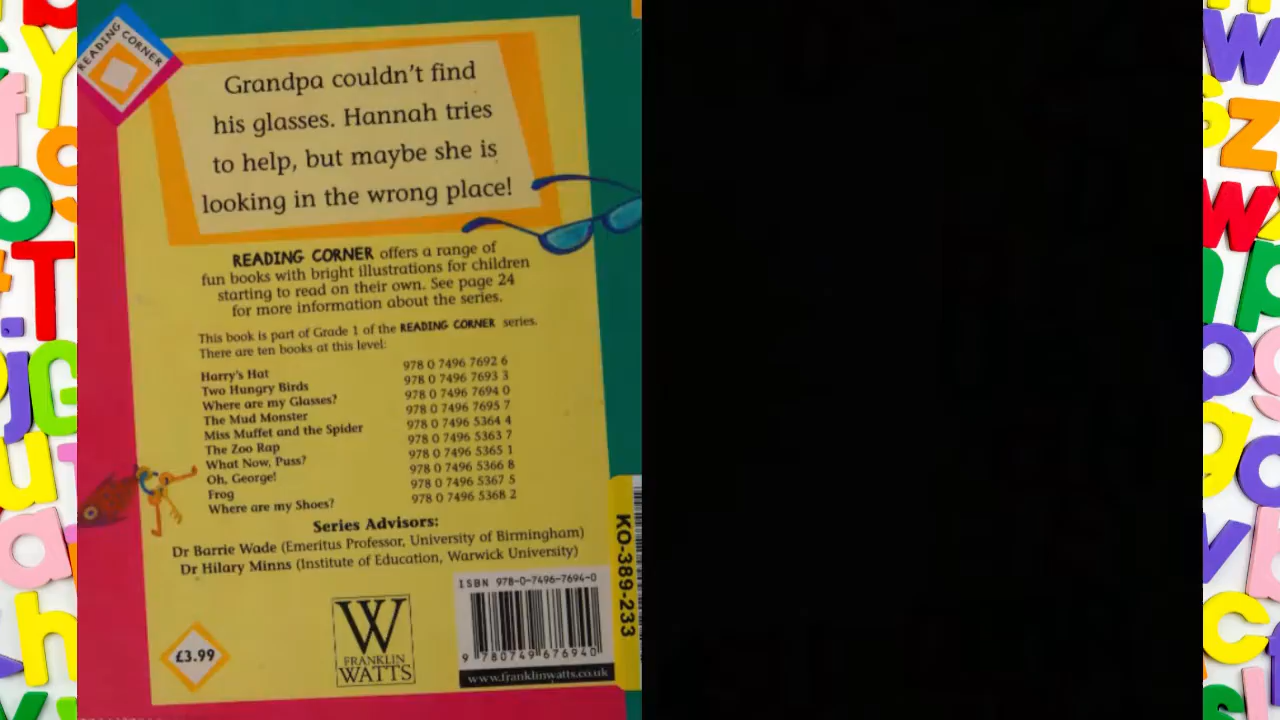 READING CORNER
Grandpa couldn't find
his glasses. Hannah tries
to help, but maybe she is
looking in the wrong place!
READING CORNER offers a range of
fun books with bright illustrations for children
starting to read on their own. See page 24
for more information about the series.
This book is part of Grade 1 of the READING CORNER series.
There are ten books at this level:
Harry's Hat 978 0 7496 7692 6
Two Hungry Birds 978 0 7496 7693 3
Where are my Glasses? 978 0 7496 7694 0
The Mud Monster 978 0 7496 7695 7
Miss Muffet and the Spider 978 0 7496 5364 4
The Zoo Rap 978 0 7496 5363 7
What Now, Puss? 978 0 7496 5365 1
Oh, George! 978 0 7496 5366 8
Frog 978 0 7496 5367 5
Where are my Shoes? 978 0 7496 5368 2
Series Advisors:
Dr Barrie Wade (Emeritus Professor, University of Birmingham)
Dr Hilary Minns (Institute of Education, Warwick University)
£3.99
W
FRANKLIN
WATTS
ISBN 978-0-7496-7694-0
9 780749 676940
www.franklinwatts.co.uk
KO-389-233